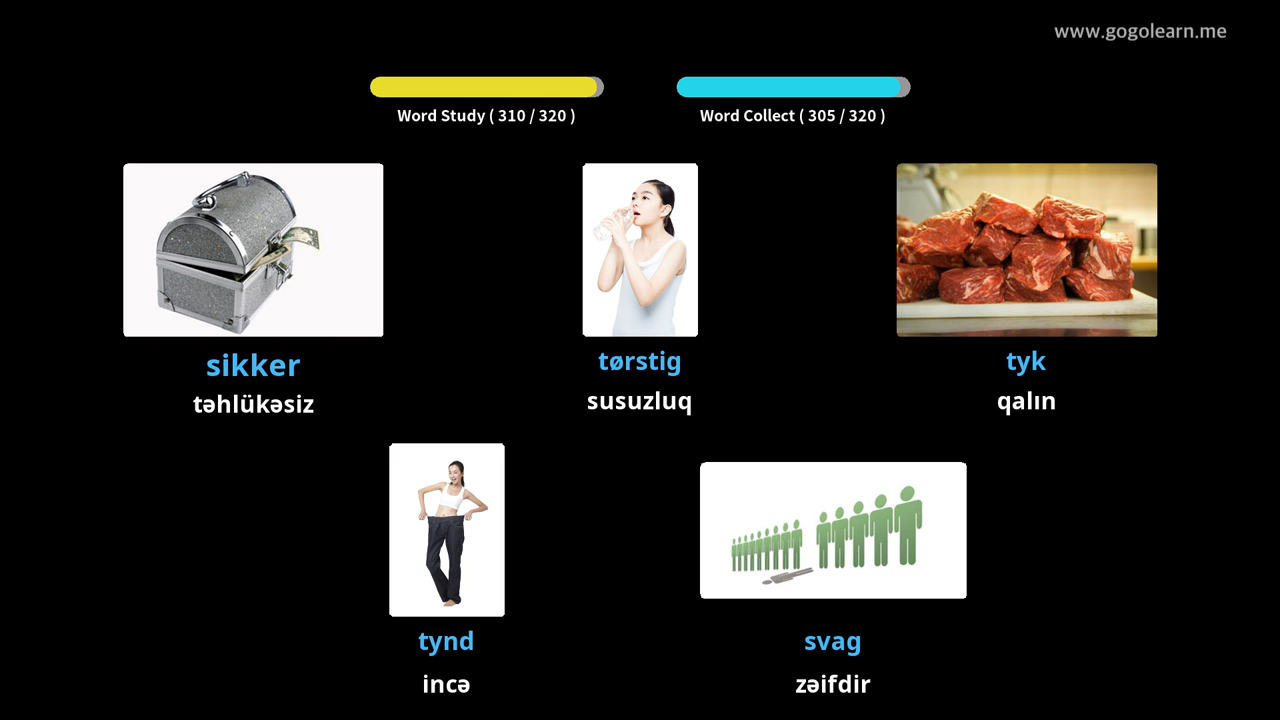 www.gogolearn.me
Word Study ( 310 / 320 )
Word Collect ( 305 / 320 )
sikker
təhlükəsiz
tørstig
susuzluq
tyk
qalın
tynd
incə
svag
zəifdir